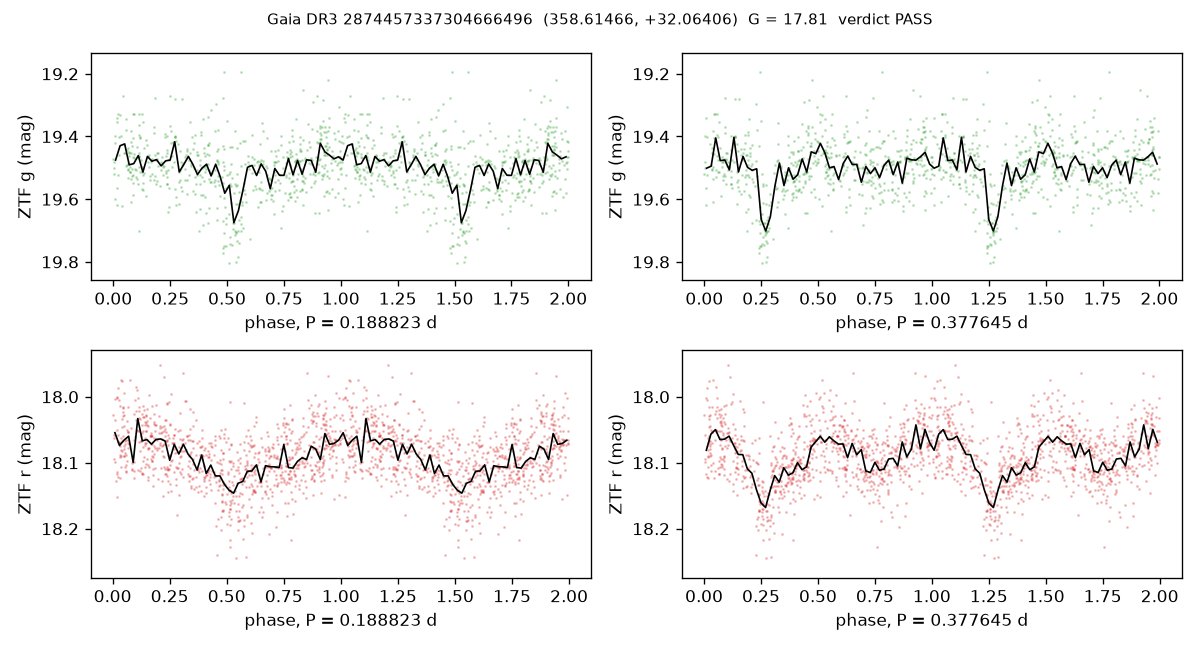 Gaia DR3 2874457337304666496  (358.61466, +32.06406)  G = 17.81  verdict PASS
19.2
19.4
19.6
19.8
ZTF g (mag)
0.00 0.25 0.50 0.75 1.00 1.25 1.50 1.75 2.00
phase, P = 0.188823 d
19.2
19.4
19.6
19.8
ZTF g (mag)
0.00 0.25 0.50 0.75 1.00 1.25 1.50 1.75 2.00
phase, P = 0.377645 d
18.0
18.1
18.2
ZTF r (mag)
0.00 0.25 0.50 0.75 1.00 1.25 1.50 1.75 2.00
phase, P = 0.188823 d
18.0
18.1
18.2
ZTF r (mag)
0.00 0.25 0.50 0.75 1.00 1.25 1.50 1.75 2.00
phase, P = 0.377645 d